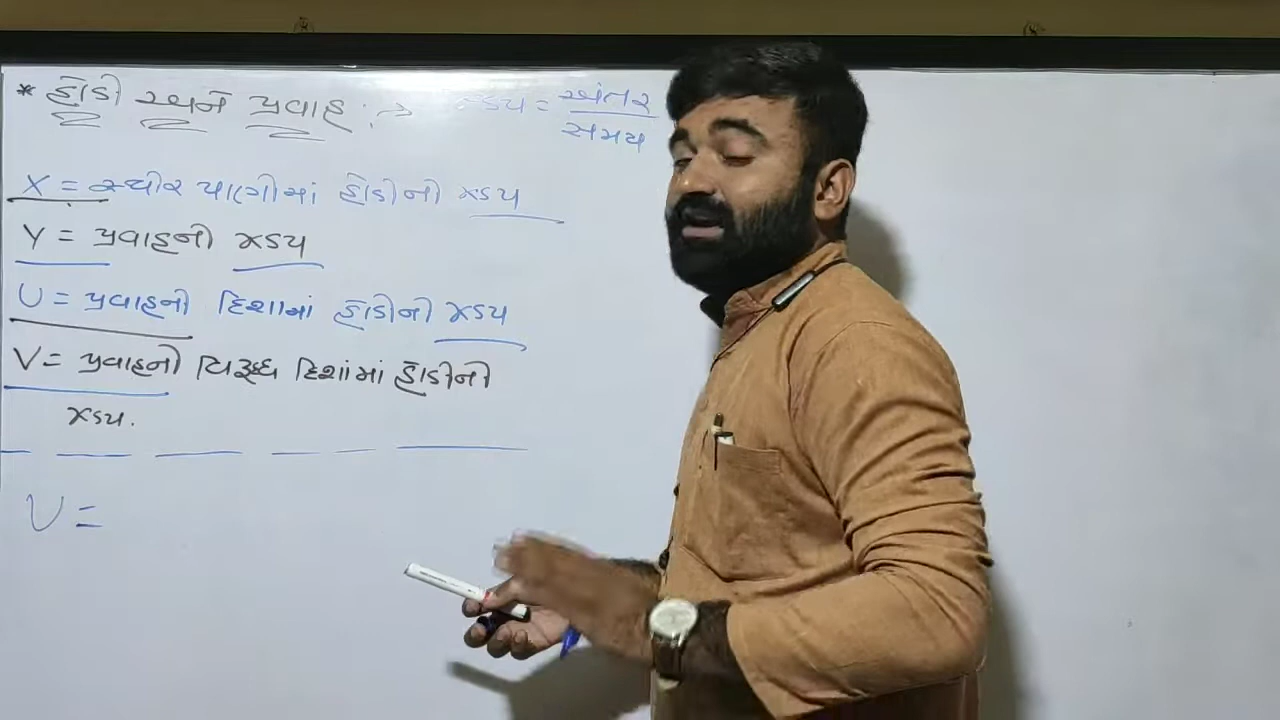 * હોડી અને પ્રવાહ :→
ઝડપ = અંતર / સમય
X = સ્થીર પાણીમાં હોડીની ઝડપ
Y = પ્રવાહની ઝડપ
U = પ્રવાહની દિશામાં હોડીની ઝડપ
V = પ્રવાહની વિરૂધ્ધ દિશામાં હોડીની
ઝડપ.
U =